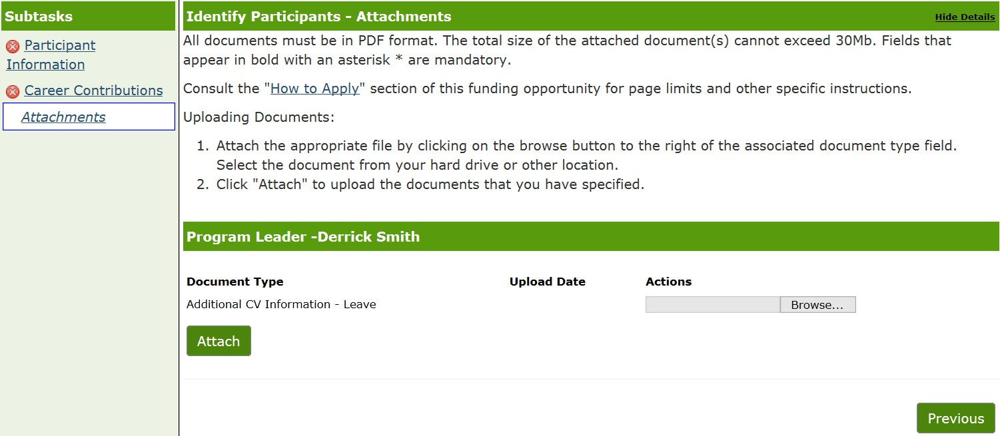 Subtasks
Participant
Information
Career Contributions
Attachments
Identify Participants - Attachments
Hide Details
All documents must be in PDF format. The total size of the attached document(s) cannot exceed 30Mb. Fields that
appear in bold with an asterisk * are mandatory.
Consult the "How to Apply" section of this funding opportunity for page limits and other specific instructions.
Uploading Documents:
1. Attach the appropriate file by clicking on the browse button to the right of the associated document type field.
Select the document from your hard drive or other location.
2. Click "Attach" to upload the documents that you have specified.
Program Leader -Derrick Smith
Document Type Upload Date Actions
Additional CV Information - Leave Browse...
Attach
Previous